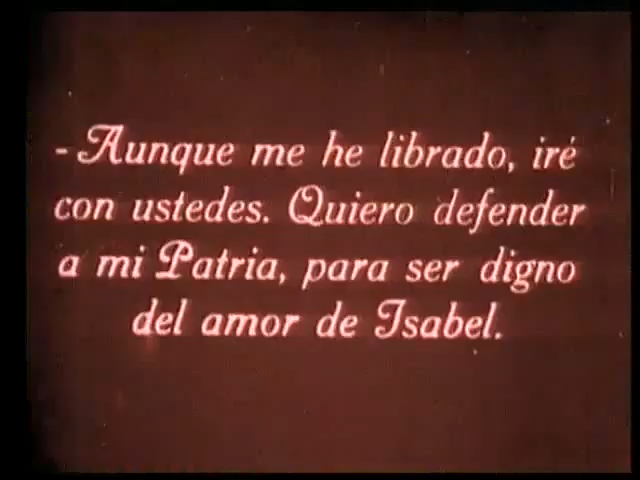 - Aunque me he librado, iré
con ustedes. Quiero defender
a mi Patria, para ser digno
del amor de Isabel.